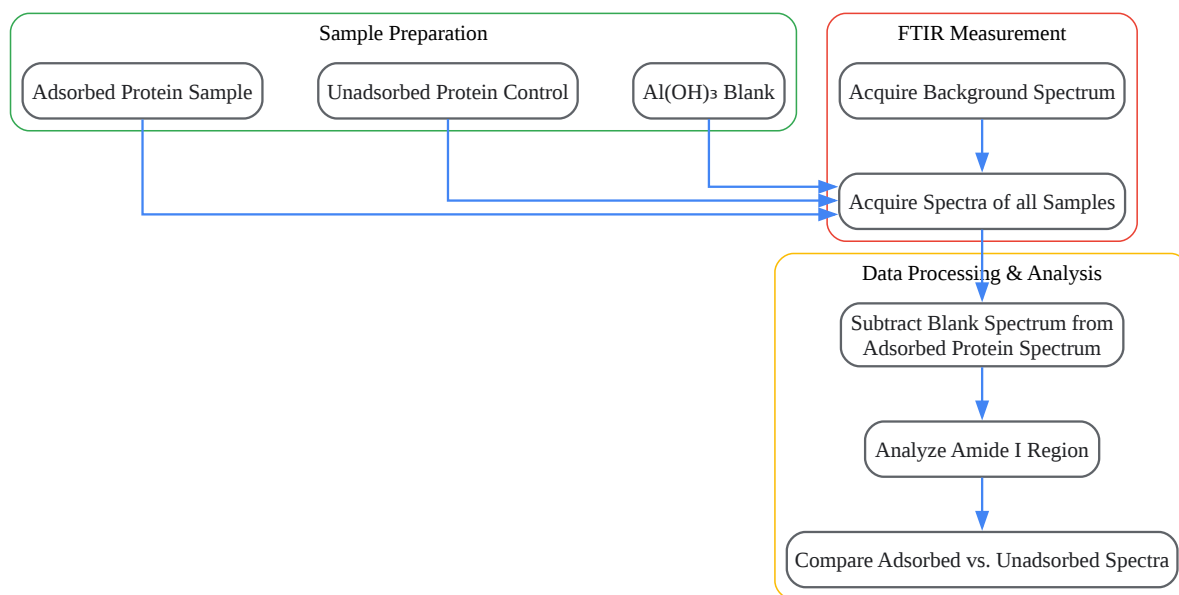 Sample Preparation
Adsorbed Protein Sample
Unadsorbed Protein Control
Al(OH)₃ Blank
FTIR Measurement
Acquire Background Spectrum
Acquire Spectra of all Samples
Data Processing & Analysis
Subtract Blank Spectrum from
Adsorbed Protein Spectrum
Analyze Amide I Region
Compare Adsorbed vs. Unadsorbed Spectra